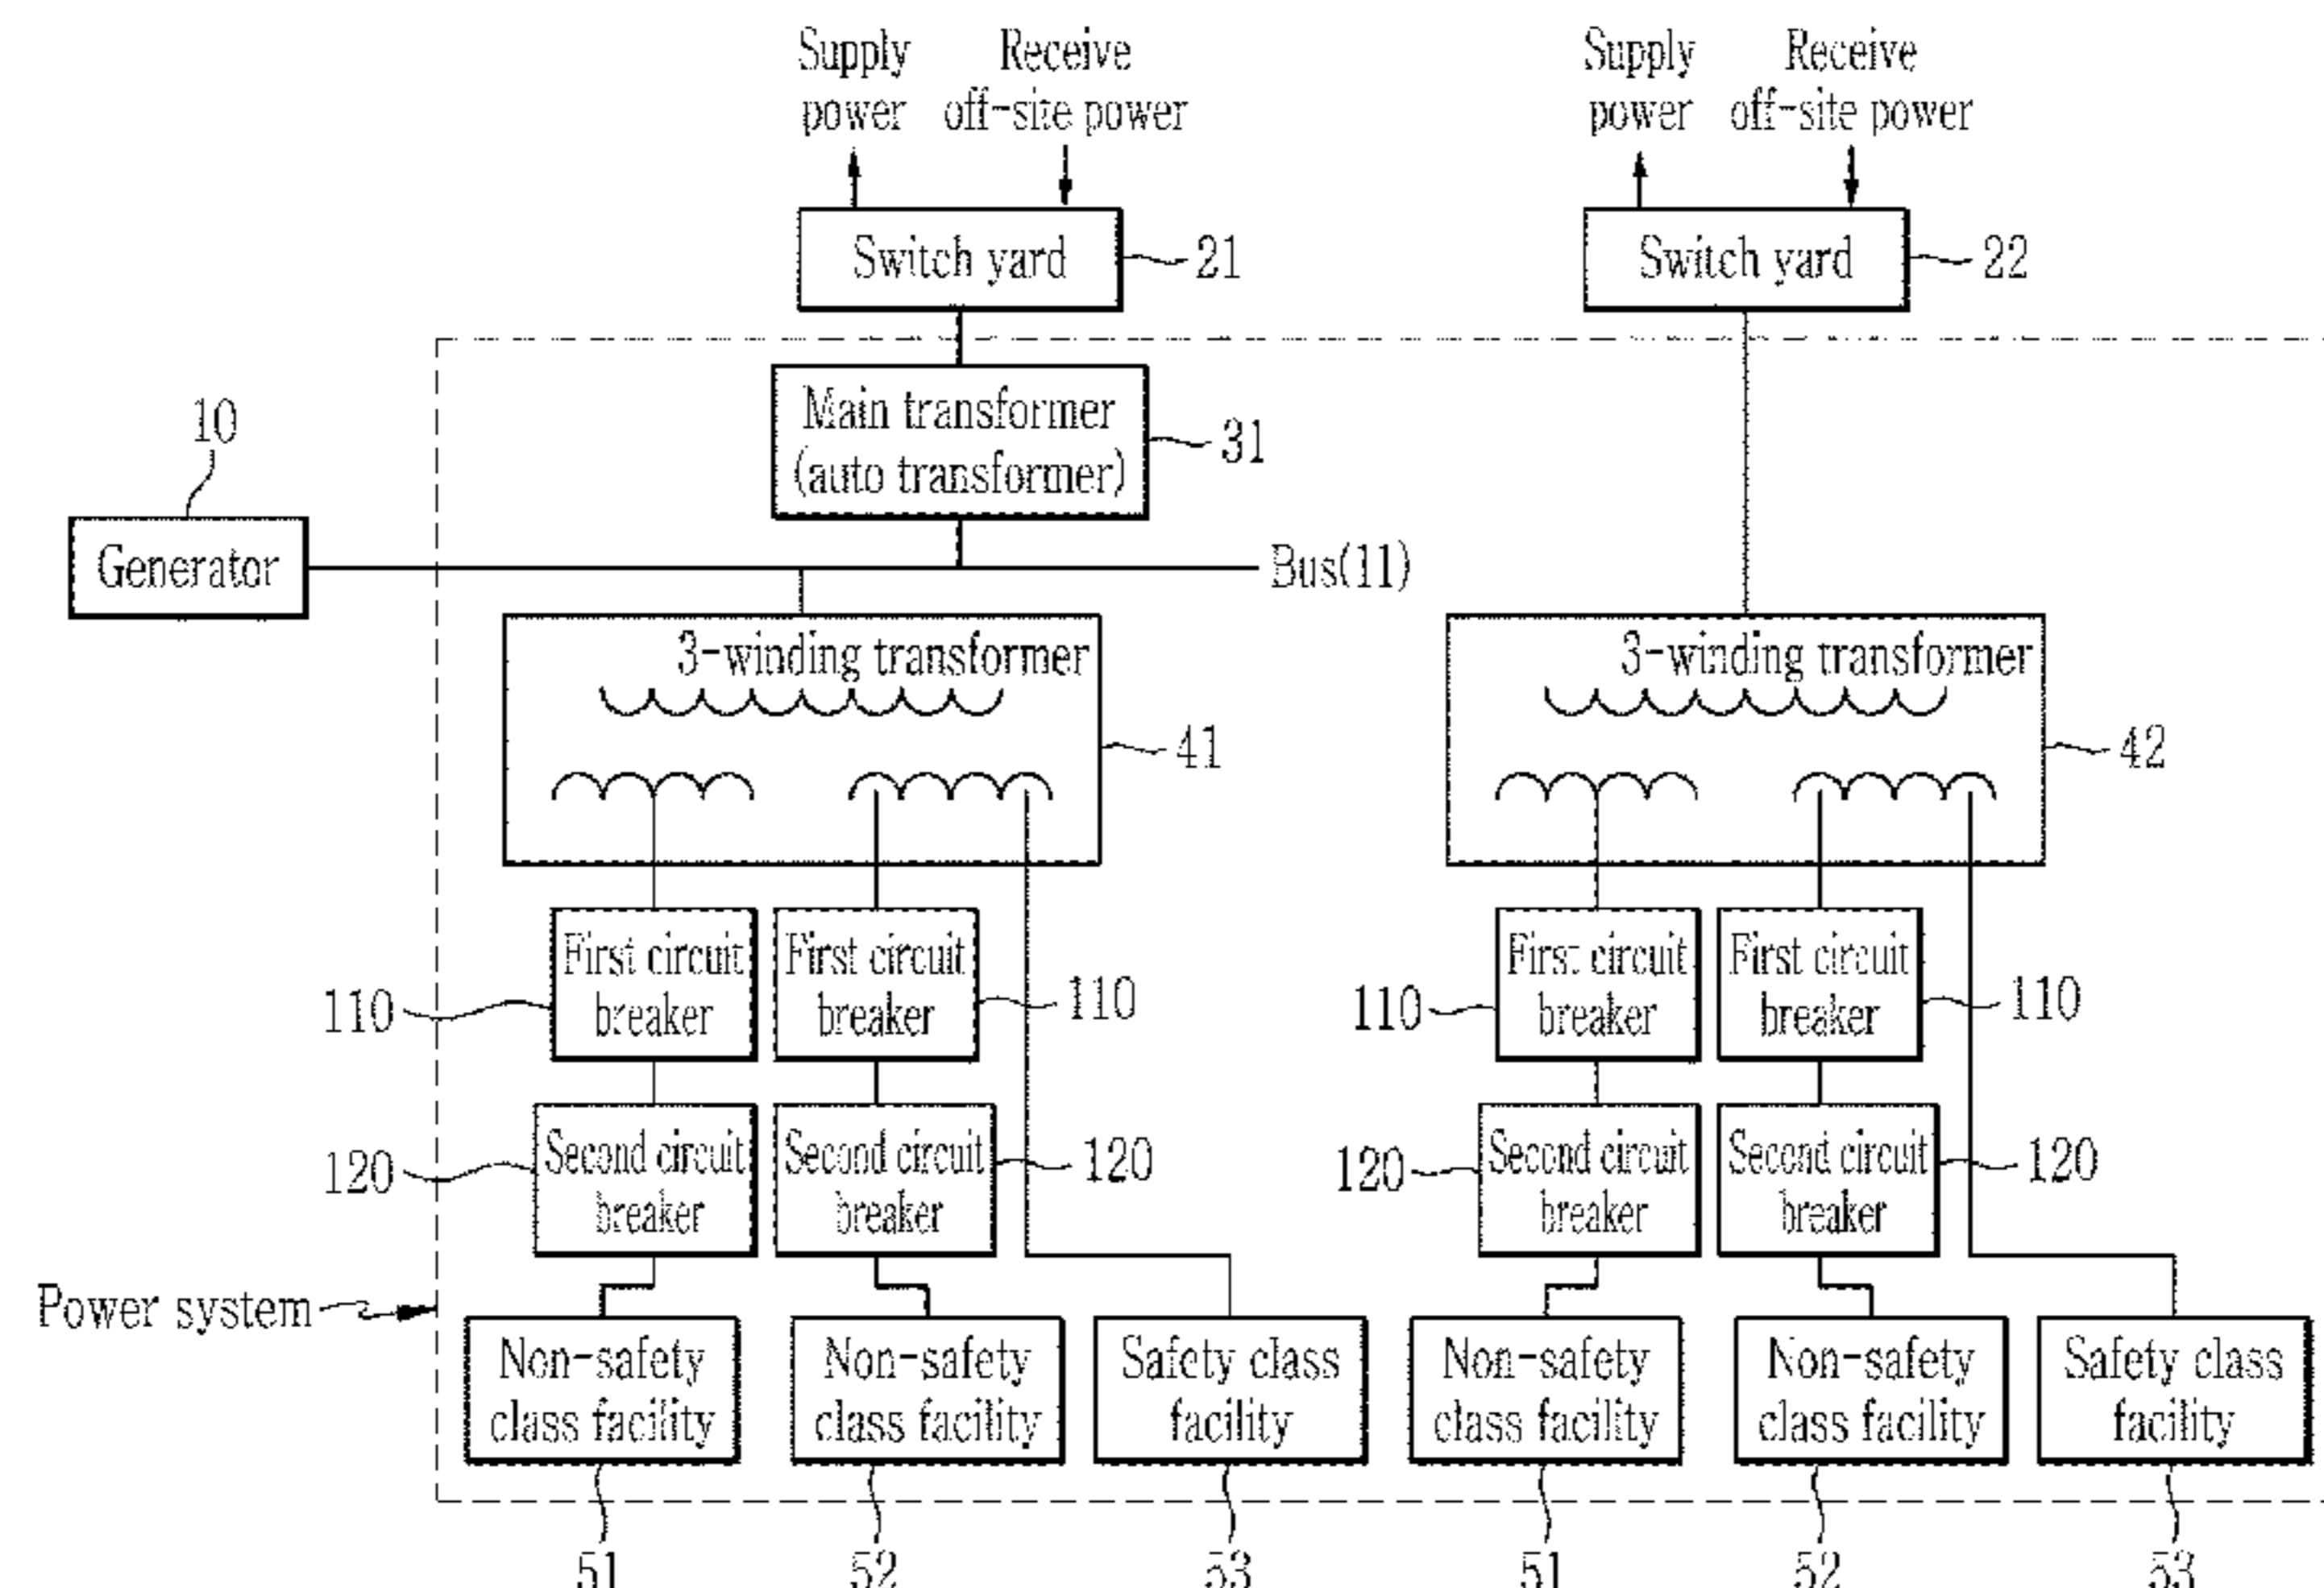 Supply
power
Receive
off-site power
Supply
power
Receive
off-site power
Switch yard
21
Switch yard
22
Main transformer
(auto transformer)
31
10
Generator
Bus(11)
3-winding transformer
41
3-winding transformer
42
First circuit
breaker
110
First circuit
breaker
110
First circuit
breaker
110
First circuit
breaker
110
Second circuit
breaker
120
Second circuit
breaker
120
Second circuit
breaker
120
Second circuit
breaker
120
Power system
Non-safety
class facility
Non-safety
class facility
Safety class
facility
Non-safety
class facility
Non-safety
class facility
Safety class
facility
51
52
53
51
52
53